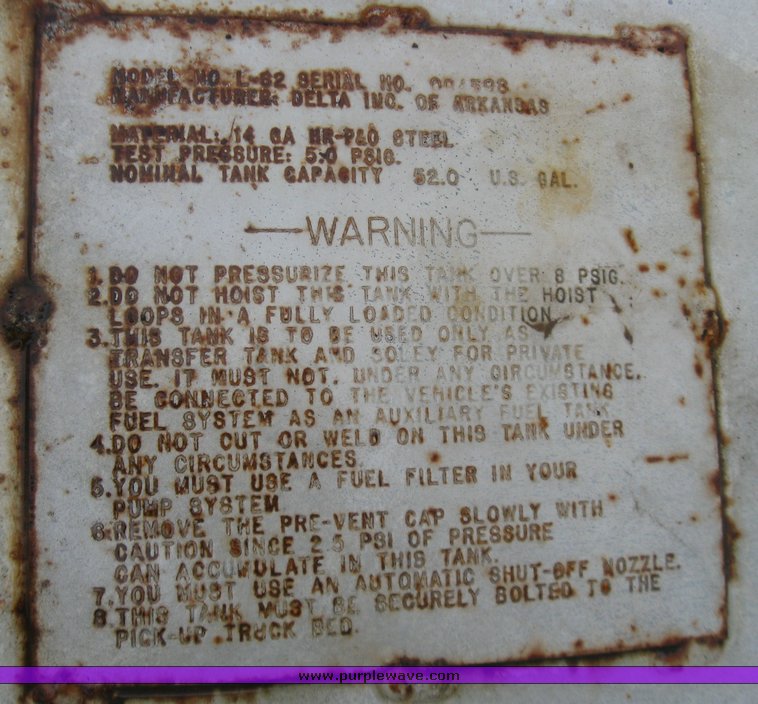 MODEL NO. L-52 SERIAL NO.
MANUFACTURER: DELTA INC. OF ARKANSAS
MATERIAL: 14 GA HR-P&O STEEL
TEST PRESSURE: 5.0 PSIG.
NOMINAL TANK CAPACITY 52.0 U.S. GAL.
—WARNING—
1. DO NOT PRESSURIZE THIS TANK OVER 8 PSIG.
2. DO NOT HOIST THIS TANK WITH THE HOIST
LOOPS IN A FULLY LOADED CONDITION
3. THIS TANK IS TO BE USED ONLY AS
TRANSFER TANK AND SOLEY FOR PRIVATE
USE. IT MUST NOT, UNDER ANY CIRCUMSTANCE,
BE CONNECTED TO THE VEHICLE'S EXISTING
FUEL SYSTEM AS AN AUXILIARY FUEL TANK.
4. DO NOT CUT OR WELD ON THIS TANK UNDER
ANY CIRCUMSTANCES.
5. YOU MUST USE A FUEL FILTER IN YOUR
PUMP SYSTEM
6. REMOVE THE PRE-VENT CAP SLOWLY WITH
CAUTION SINCE 2.5 PSI OF PRESSURE
CAN ACCUMULATE IN THIS TANK.
7. YOU MUST USE AN AUTOMATIC SHUT-OFF NOZZLE.
8. THIS TANK MUST BE SECURELY BOLTED TO THE
PICK-UP TRUCK BED.
www.purplewave.com